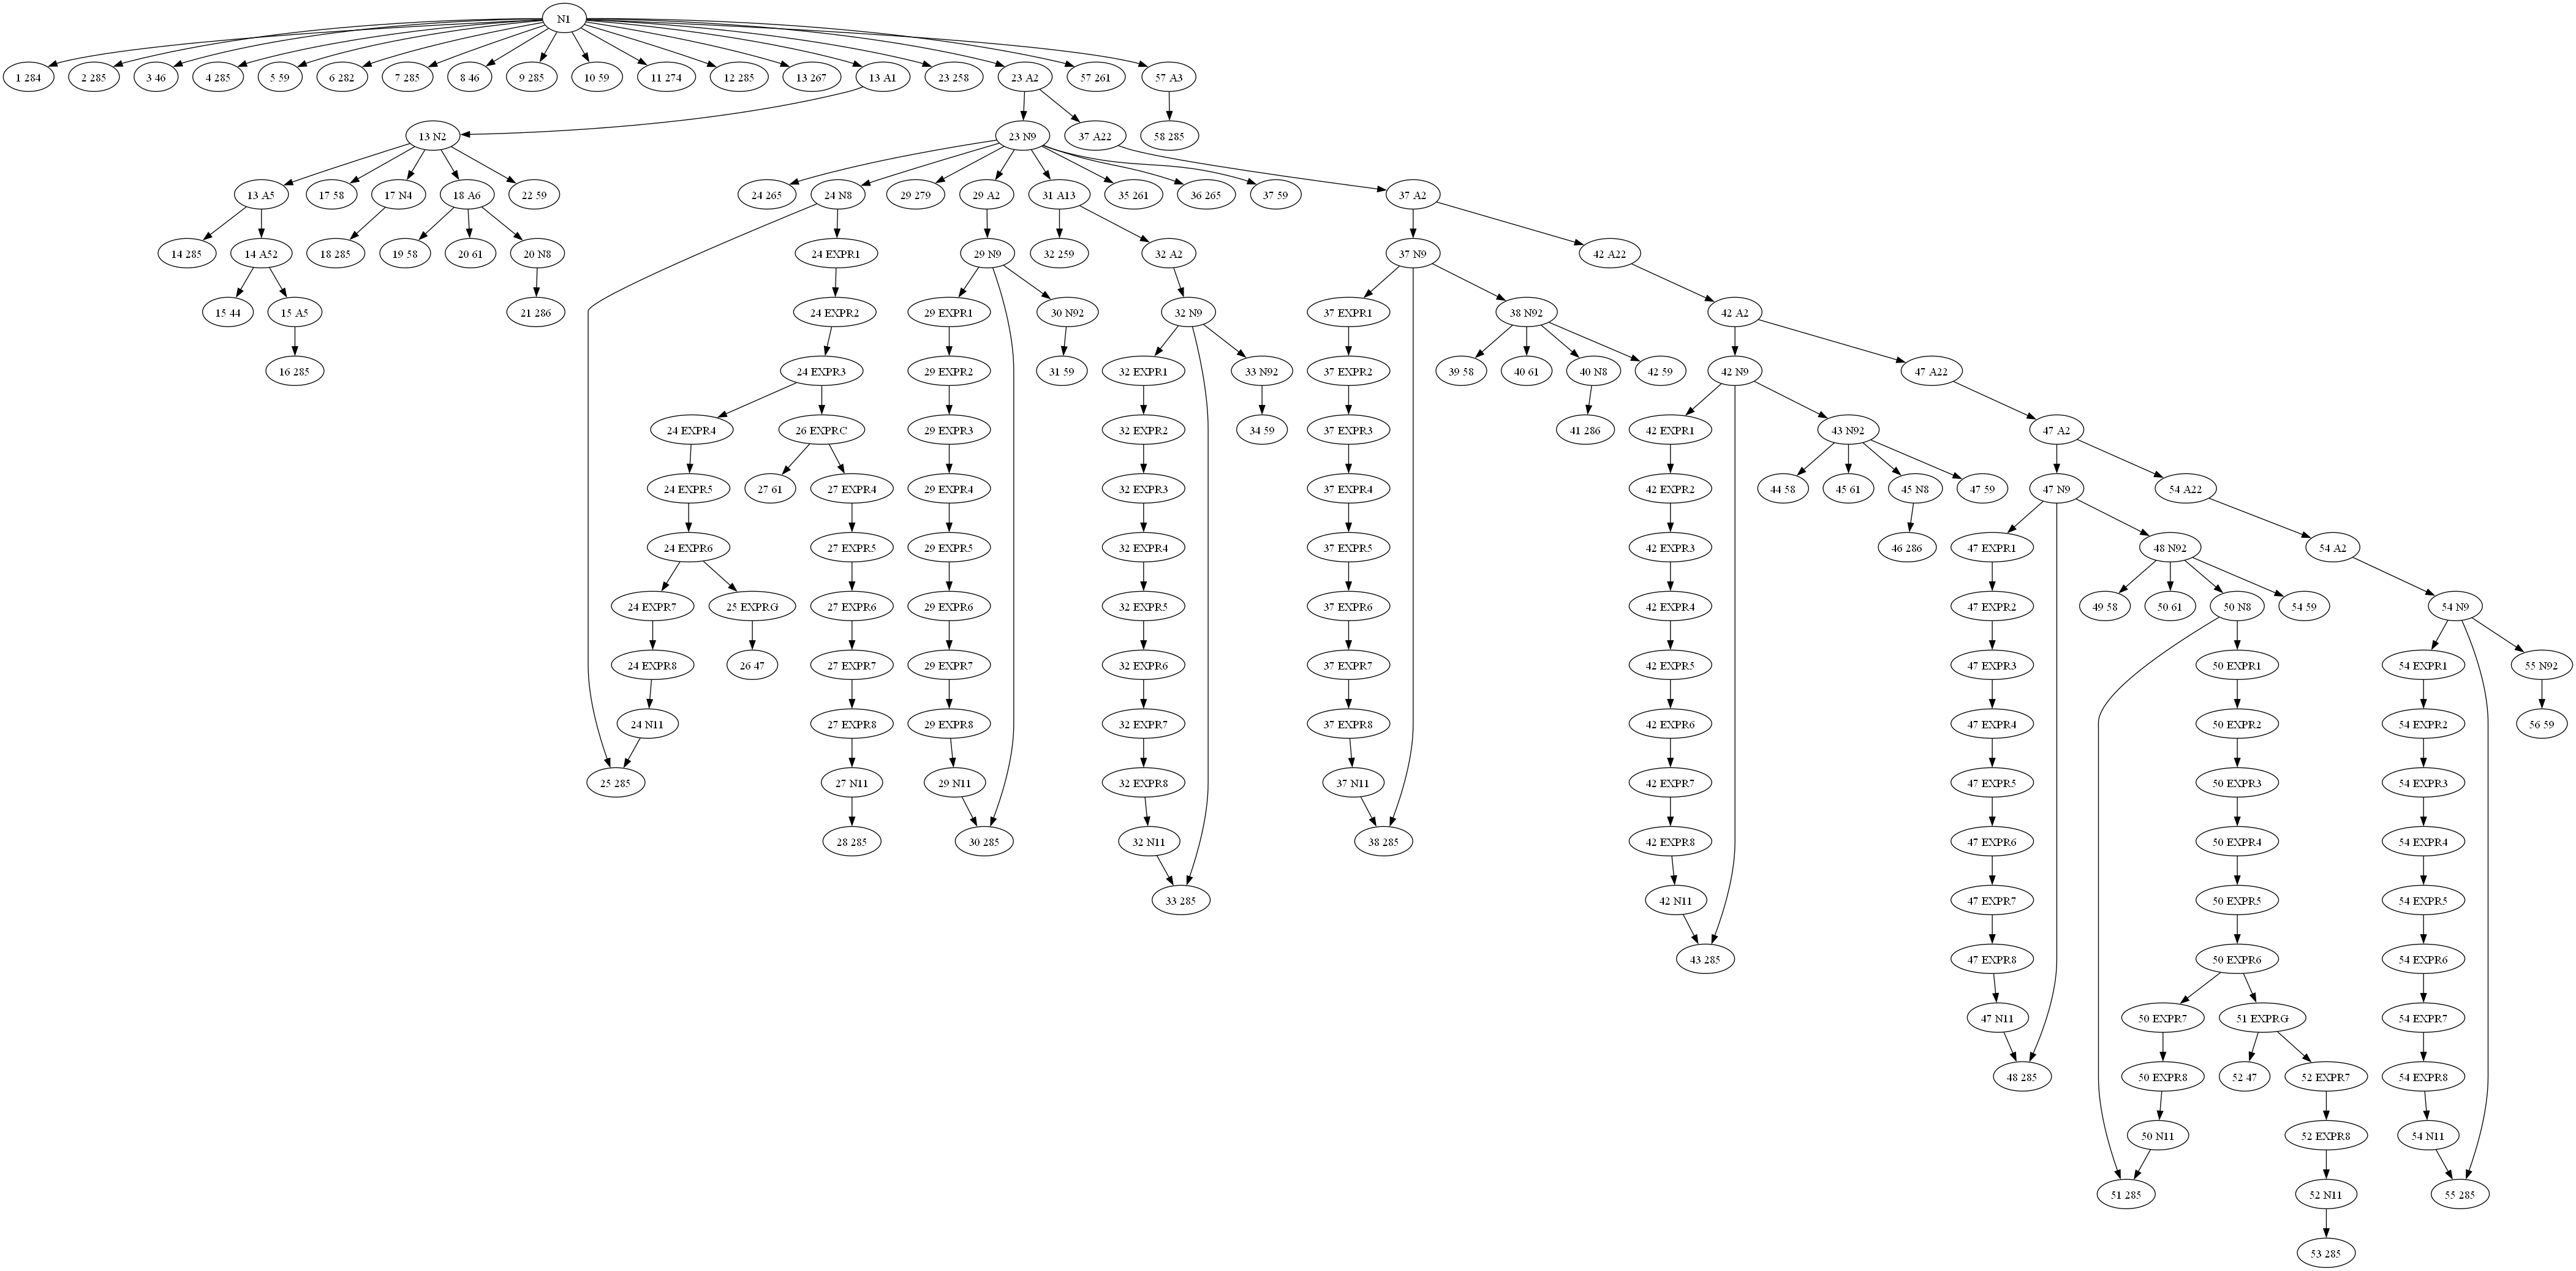 N1
1 284 2 285 3 46 4 285 5 59 6 282 7 285 8 46 9 285 10 59 11 274 12 285 13 267 13 A1 23 258 23 A2 57 261 57 A3
13 N2 23 N9 37 A22 58 285
13 A5 17 58 17 N4 18 A6 22 59 24 265 24 N8 29 279 29 A2 31 A13 35 261 36 265 37 59 37 A2
14 285 14 A52 18 285 19 58 20 61 20 N8 24 EXPR1 29 N9 32 259 32 A2 37 N9 42 A22
15 44 15 A5 21 286 24 EXPR2 29 EXPR1 30 N92 32 N9 37 EXPR1 38 N92 42 A2
16 285 24 EXPR3 29 EXPR2 31 59 32 EXPR1 33 N92 37 EXPR2 39 58 40 61 40 N8 42 59 42 N9 47 A22
24 EXPR4 26 EXPRC 29 EXPR3 32 EXPR2 34 59 37 EXPR3 41 286 42 EXPR1 43 N92 47 A2
24 EXPR5 27 61 27 EXPR4 29 EXPR4 32 EXPR3 37 EXPR4 42 EXPR2 44 58 45 61 45 N8 47 59 47 N9 54 A22
24 EXPR6 27 EXPR5 29 EXPR5 32 EXPR4 37 EXPR5 42 EXPR3 46 286 47 EXPR1 48 N92 54 A2
24 EXPR7 25 EXPRG 27 EXPR6 29 EXPR6 32 EXPR5 37 EXPR6 42 EXPR4 47 EXPR2 49 58 50 61 50 N8 54 59 54 N9
24 EXPR8 26 47 27 EXPR7 29 EXPR7 32 EXPR6 37 EXPR7 42 EXPR5 47 EXPR3 50 EXPR1 54 EXPR1 55 N92
24 N11 27 EXPR8 29 EXPR8 32 EXPR7 37 EXPR8 42 EXPR6 47 EXPR4 50 EXPR2 54 EXPR2 56 59
25 285 27 N11 29 N11 32 EXPR8 37 N11 42 EXPR7 47 EXPR5 50 EXPR3 54 EXPR3
28 285 30 285 32 N11 38 285 42 EXPR8 47 EXPR6 50 EXPR4 54 EXPR4
33 285 42 N11 47 EXPR7 50 EXPR5 54 EXPR5
43 285 47 EXPR8 50 EXPR6 54 EXPR6
47 N11 50 EXPR7 51 EXPRG 54 EXPR7
48 285 50 EXPR8 52 47 52 EXPR7 54 EXPR8
50 N11 52 EXPR8 54 N11
51 285 52 N11 55 285
53 285